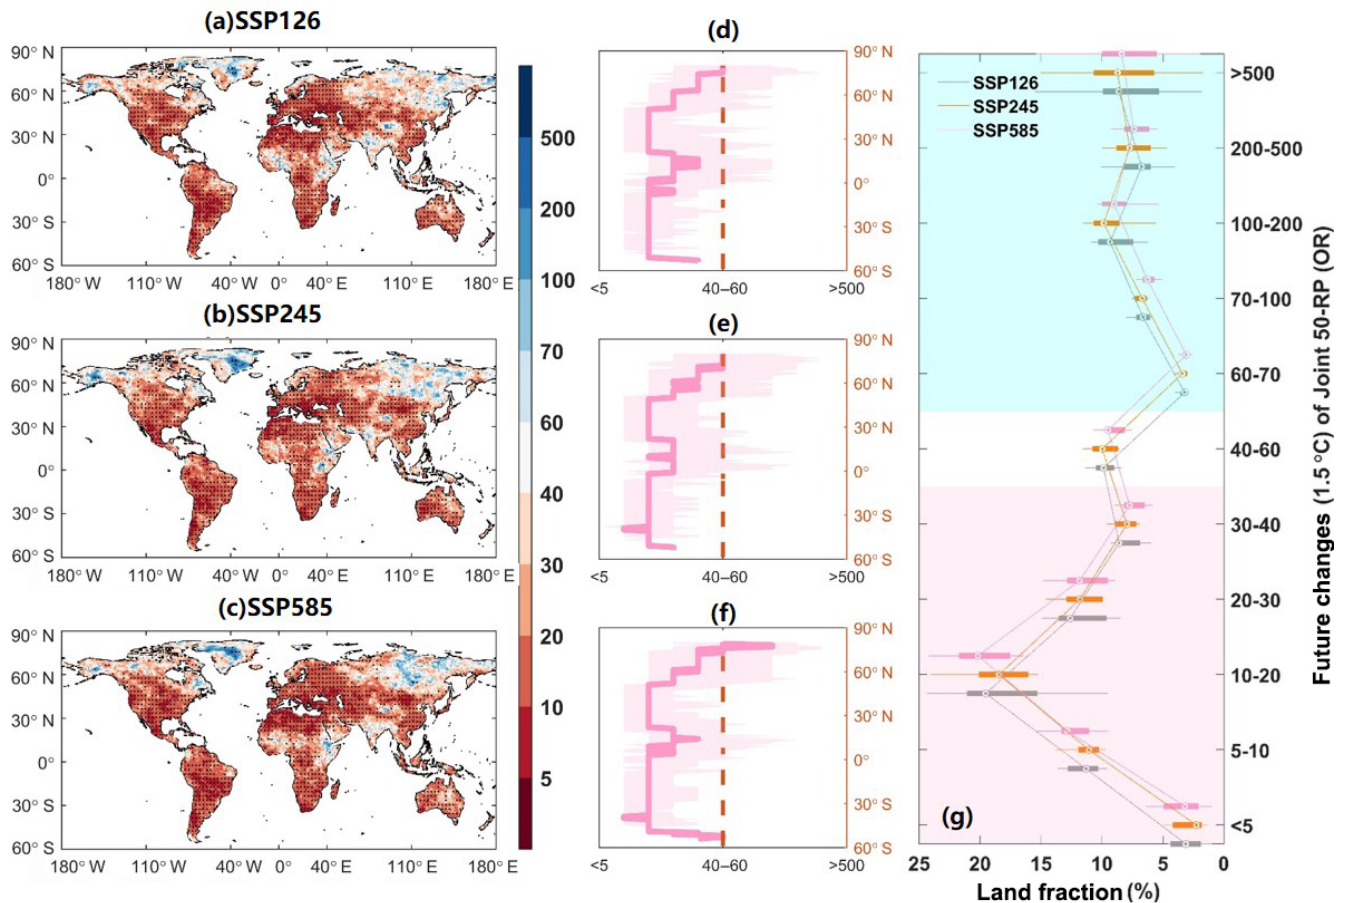 (a)SSP126
90° N
60° N
30° N
0°
30° S
60° S
180° W 110° W 40° W 0° 40° E 110° E 180° E
(b)SSP245
90° N
60° N
30° N
0°
30° S
60° S
180° W 110° W 40° W 0° 40° E 110° E 180° E
(c)SSP585
90° N
60° N
30° N
0°
30° S
60° S
180° W 110° W 40° W 0° 40° E 110° E 180° E
500
200
100
70
60
40
30
20
10
5
(d)
90° N
60° N
30° N
0°
30° S
60° S
<5 40–60 >500
(e)
90° N
60° N
30° N
0°
30° S
60° S
<5 40–60 >500
(f)
90° N
60° N
30° N
0°
30° S
60° S
<5 40–60 >500
SSP126
SSP245
SSP585
>500
200-500
100-200
70-100
60-70
40-60
30-40
20-30
10-20
5-10
<5
(g)
25 20 15 10 5 0
Land fraction (%)
Future changes (1.5 °C) of Joint 50-RP (OR)